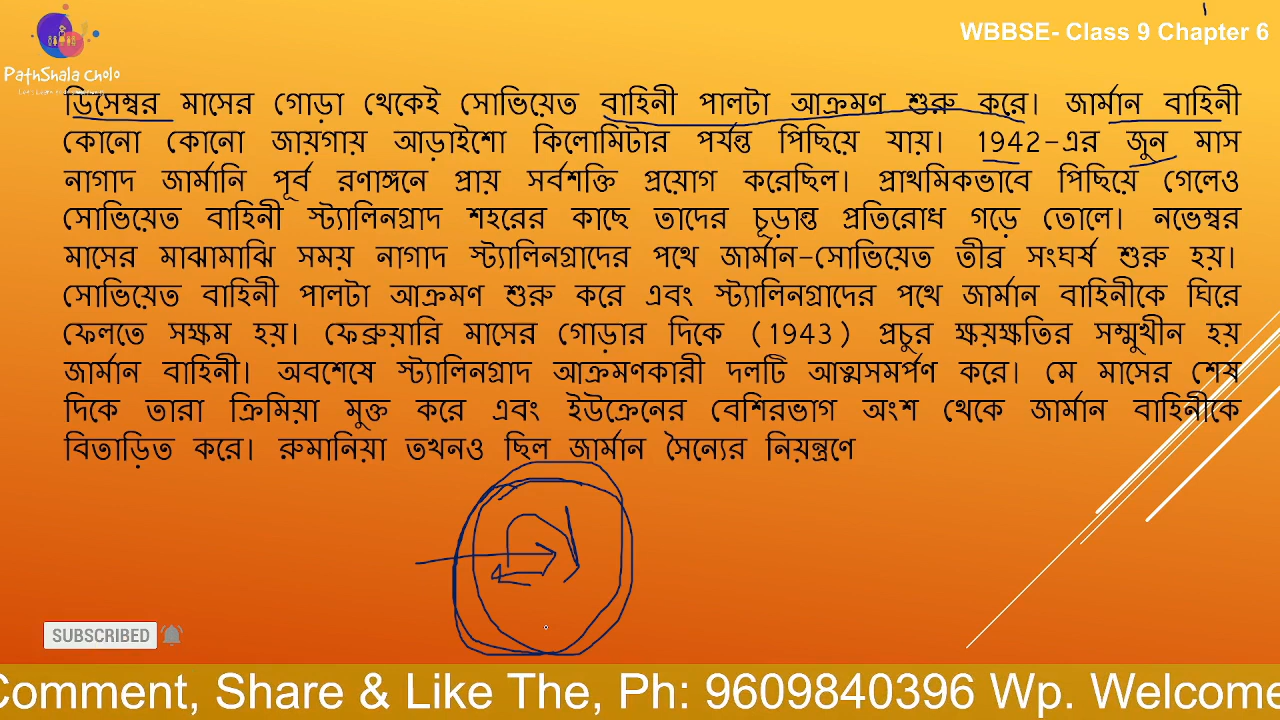 WBBSE- Class 9 Chapter 6
PathShala Cholo
ডিসেম্বর মাসের গোড়া থেকেই সোভিয়েত বাহিনী পালটা আক্রমণ শুরু করে। জার্মান বাহিনী
কোনো কোনো জায়গায় আড়াইশো কিলোমিটার পর্যন্ত পিছিয়ে যায়। 1942-এর জুন মাস
নাগাদ জার্মানি পূর্ব রণাঙ্গনে প্রায় সর্বশক্তি প্রয়োগ করেছিল। প্রাথমিকভাবে পিছিয়ে গেলেও
সোভিয়েত বাহিনী স্ট্যালিনগ্রাদ শহরের কাছে তাদের চূড়ান্ত প্রতিরোধ গড়ে তোলে। নভেম্বর
মাসের মাঝামাঝি সময় নাগাদ স্ট্যালিনগ্রাদের পথে জার্মান-সোভিয়েত তীব্র সংঘর্ষ শুরু হয়।
সোভিয়েত বাহিনী পালটা আক্রমণ শুরু করে এবং স্ট্যালিনগ্রাদের পথে জার্মান বাহিনীকে ঘিরে
ফেলতে সক্ষম হয়। ফেব্রুয়ারি মাসের গোড়ার দিকে (1943) প্রচুর ক্ষয়ক্ষতির সম্মুখীন হয়
জার্মান বাহিনী। অবশেষে স্ট্যালিনগ্রাদ আক্রমণকারী দলটি আত্মসমর্পণ করে। মে মাসের শেষ
দিকে তারা ক্রিমিয়া মুক্ত করে এবং ইউক্রেনের বেশিরভাগ অংশ থেকে জার্মান বাহিনীকে
বিতাড়িত করে। রুমানিয়া তখনও ছিল জার্মান সৈন্যের নিয়ন্ত্রণে
SUBSCRIBED
Comment, Share & Like The, Ph: 9609840396 Wp. Welcome